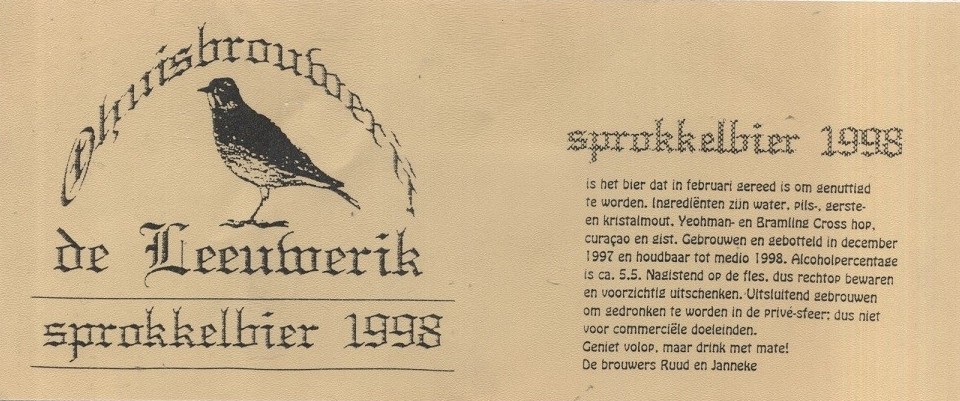 thuisbrouwerij
de Leeuwerik
sprokkelbier 1998
sprokkelbier 1998
is het bier dat in februari gereed is om genuttigd
te worden. Ingrediënten zijn water, pils-, gerste-
en kristalmout, Yeohman- en Bramling Cross hop,
curaçao en gist. Gebrouwen en gebotteld in december
1997 en houdbaar tot medio 1998. Alcoholpercentage
is ca. 5.5. Nagistend op de fles, dus rechtop bewaren
en voorzichtig uitschenken. Uitsluitend gebrouwen
om gedronken te worden in de privé-sfeer; dus niet
voor commerciële doeleinden.
Geniet volop, maar drink met mate!
De brouwers Ruud en Janneke